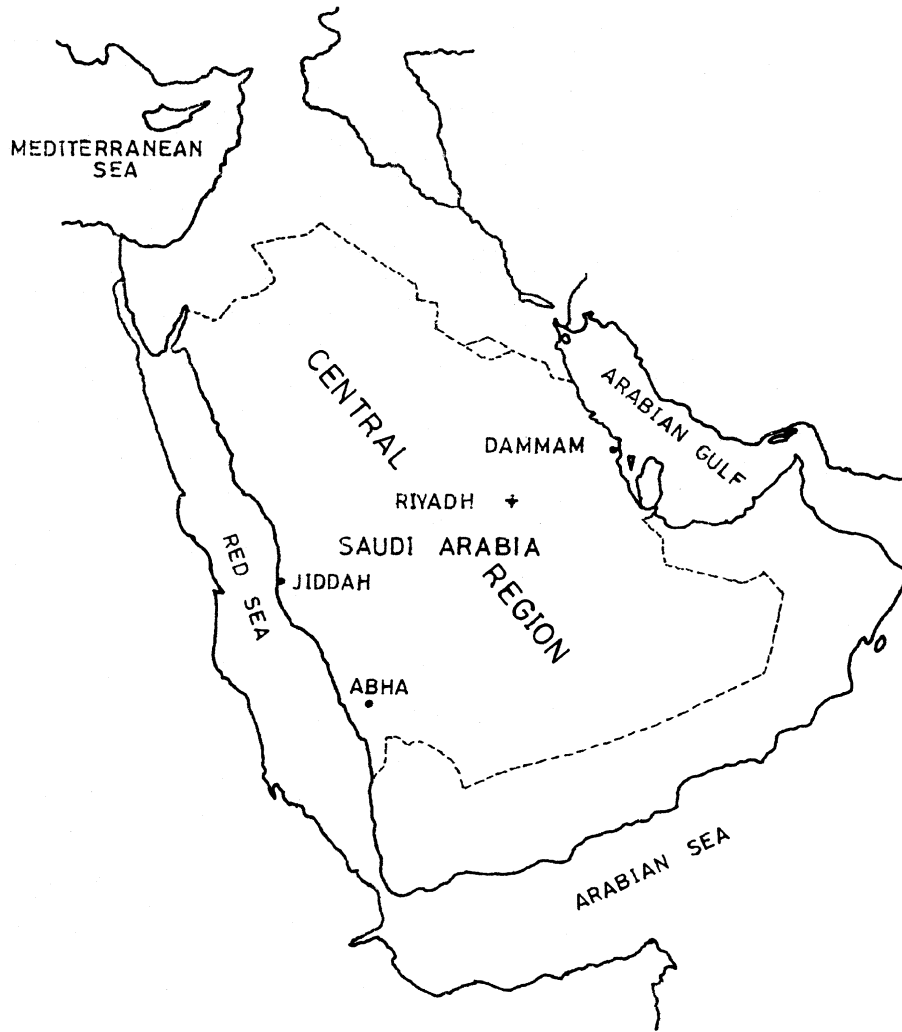 MEDITERRANEAN
SEA
CENTRAL
ARABIAN GULF
DAMMAM
RIYADH
SAUDI ARABIA
REGION
RED SEA
JIDDAH
ABHA
ARABIAN SEA